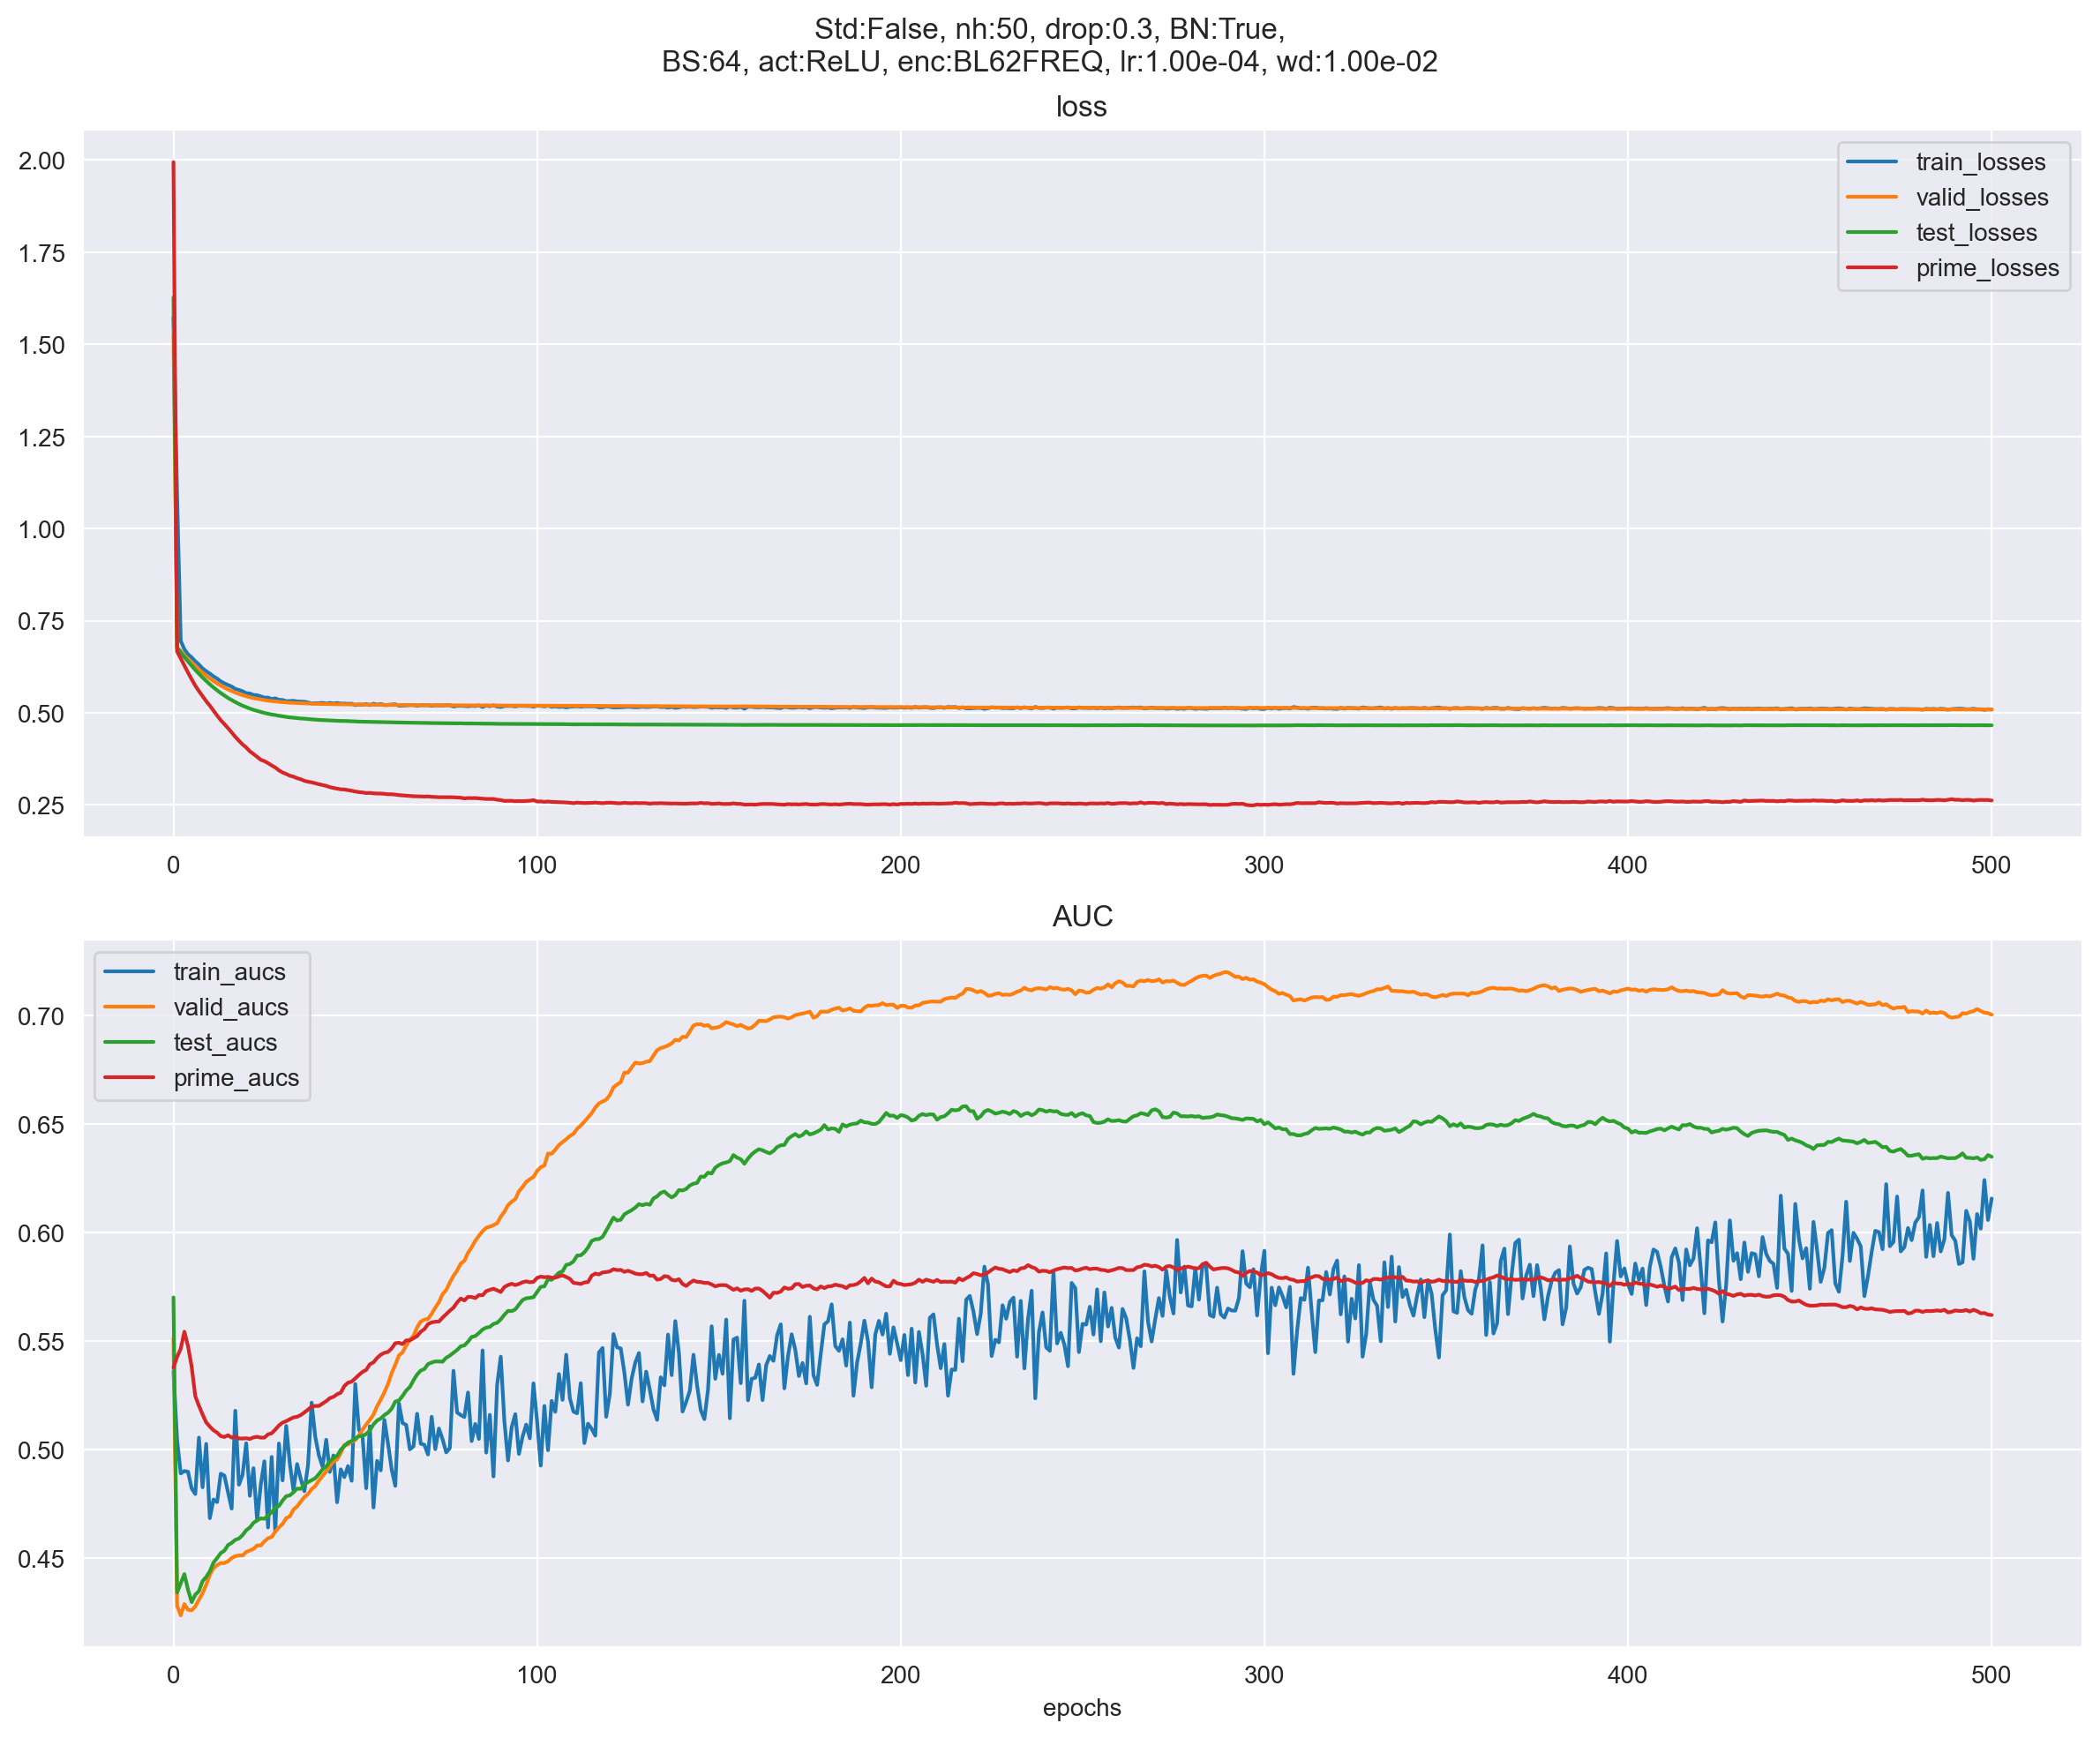 Std:False, nh:50, drop:0.3, BN:True,
BS:64, act:ReLU, enc:BL62FREQ, lr:1.00e-04, wd:1.00e-02
loss
2.00
1.75
1.50
1.25
1.00
0.75
0.50
0.25
train_losses
valid_losses
test_losses
prime_losses
0 100 200 300 400 500
AUC
train_aucs
valid_aucs
test_aucs
prime_aucs
0.70
0.65
0.60
0.55
0.50
0.45
0 100 200 300 400 500
epochs